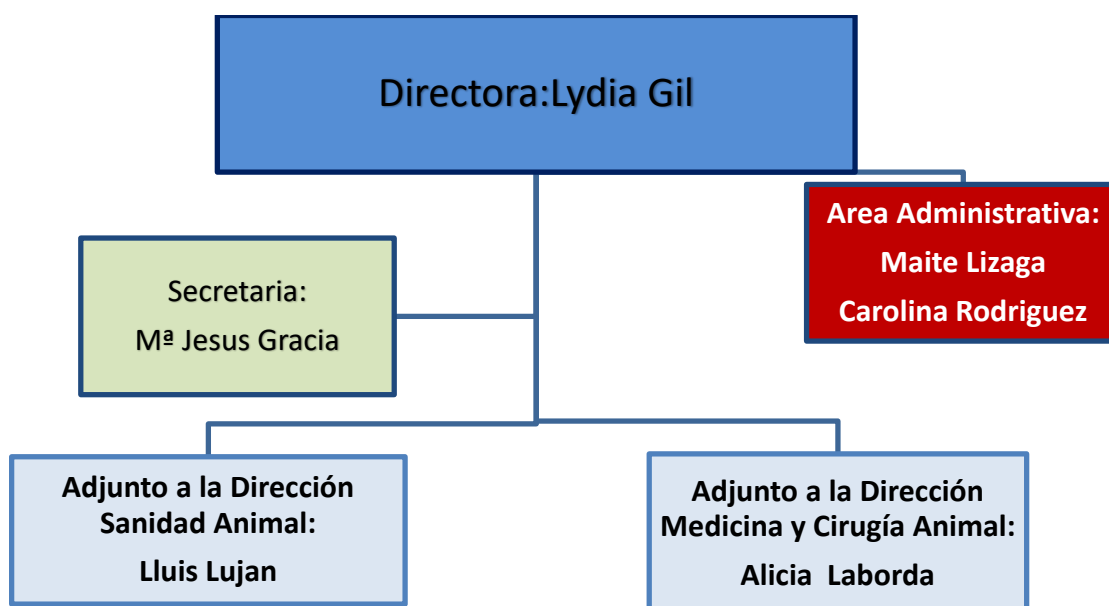 Directora:Lydia Gil
Area Administrativa:
Maite Lizaga
Carolina Rodriguez
Secretaria:
Mª Jesus Gracia
Adjunto a la Dirección
Sanidad Animal:
Lluis Lujan
Adjunto a la Dirección
Medicina y Cirugía Animal:
Alicia Laborda